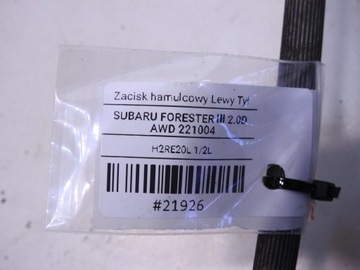 Zacisk hamulcowy Lewy Tył
SUBARU FORESTER III 2.0D
AWD 221004
H2RE20L 1/2L
#21926